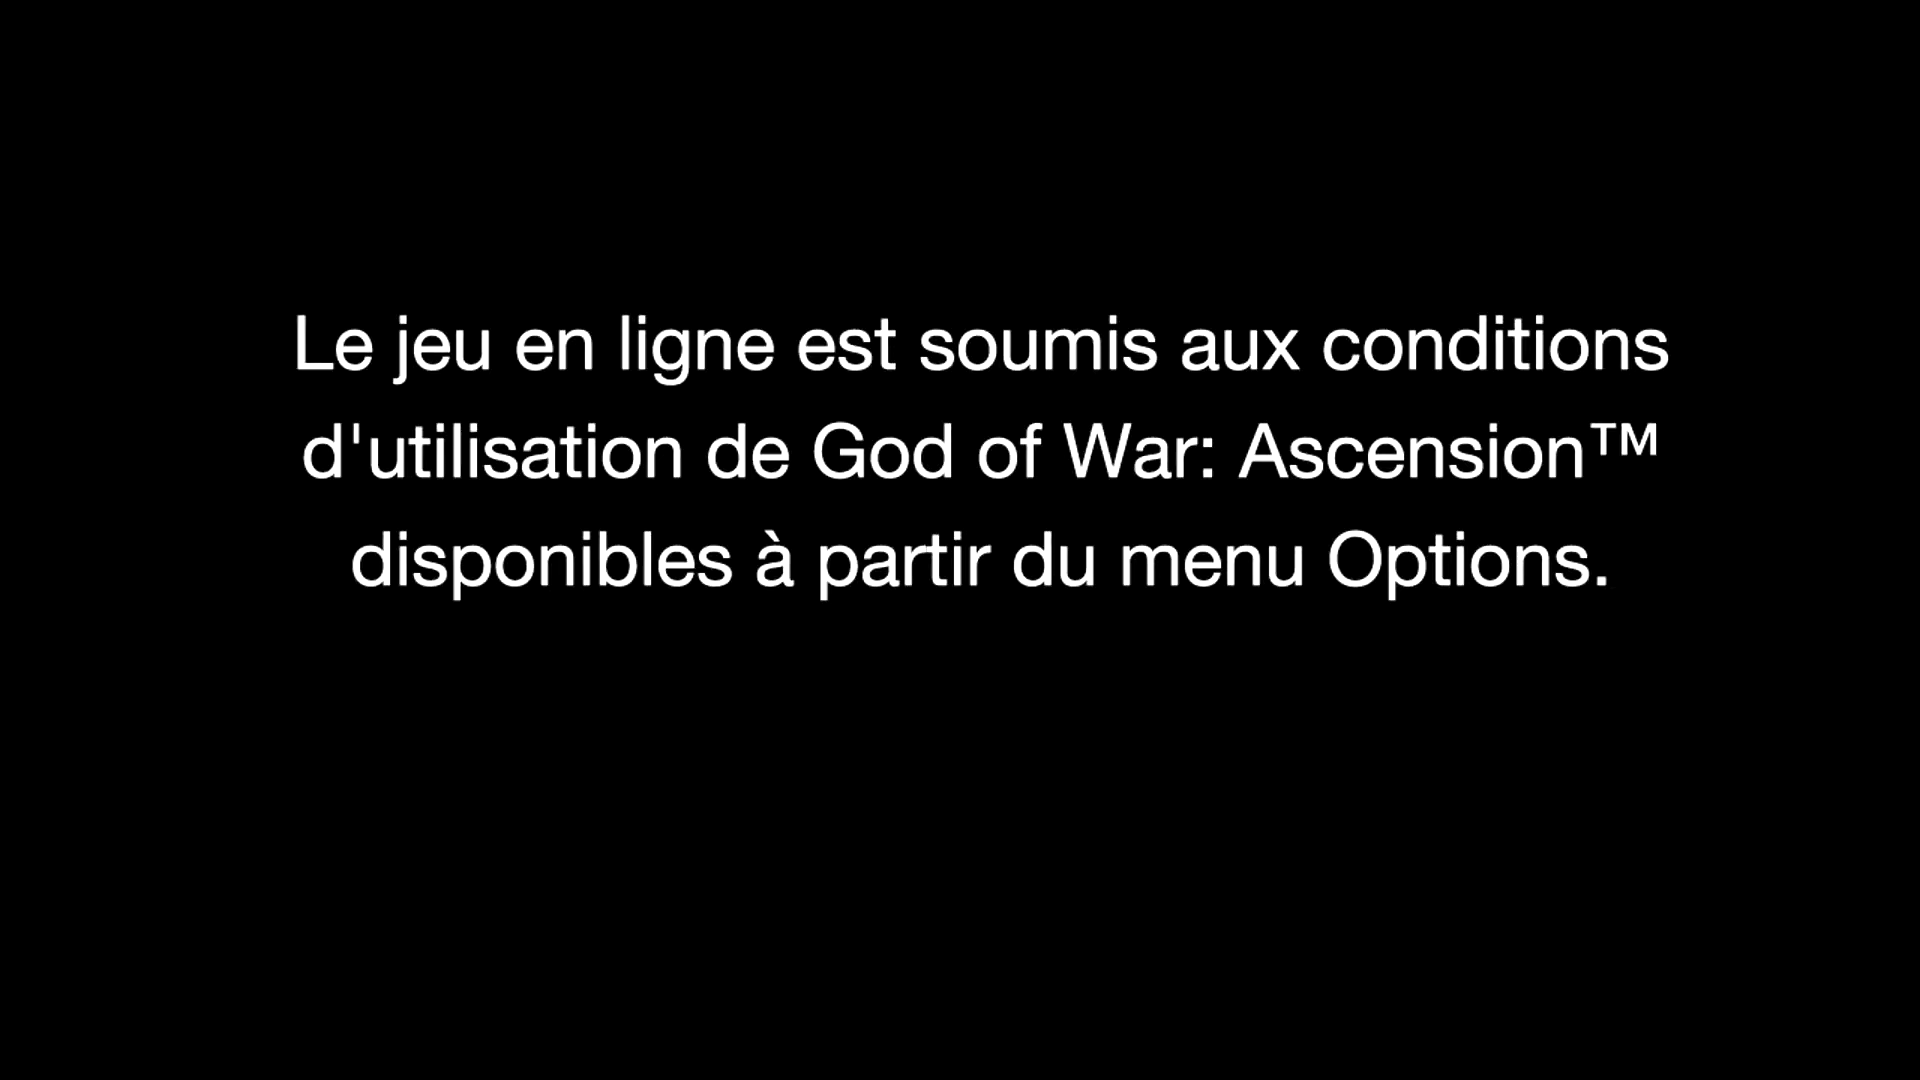 Le jeu en ligne est soumis aux conditions
d'utilisation de God of War: Ascension™
disponibles à partir du menu Options.